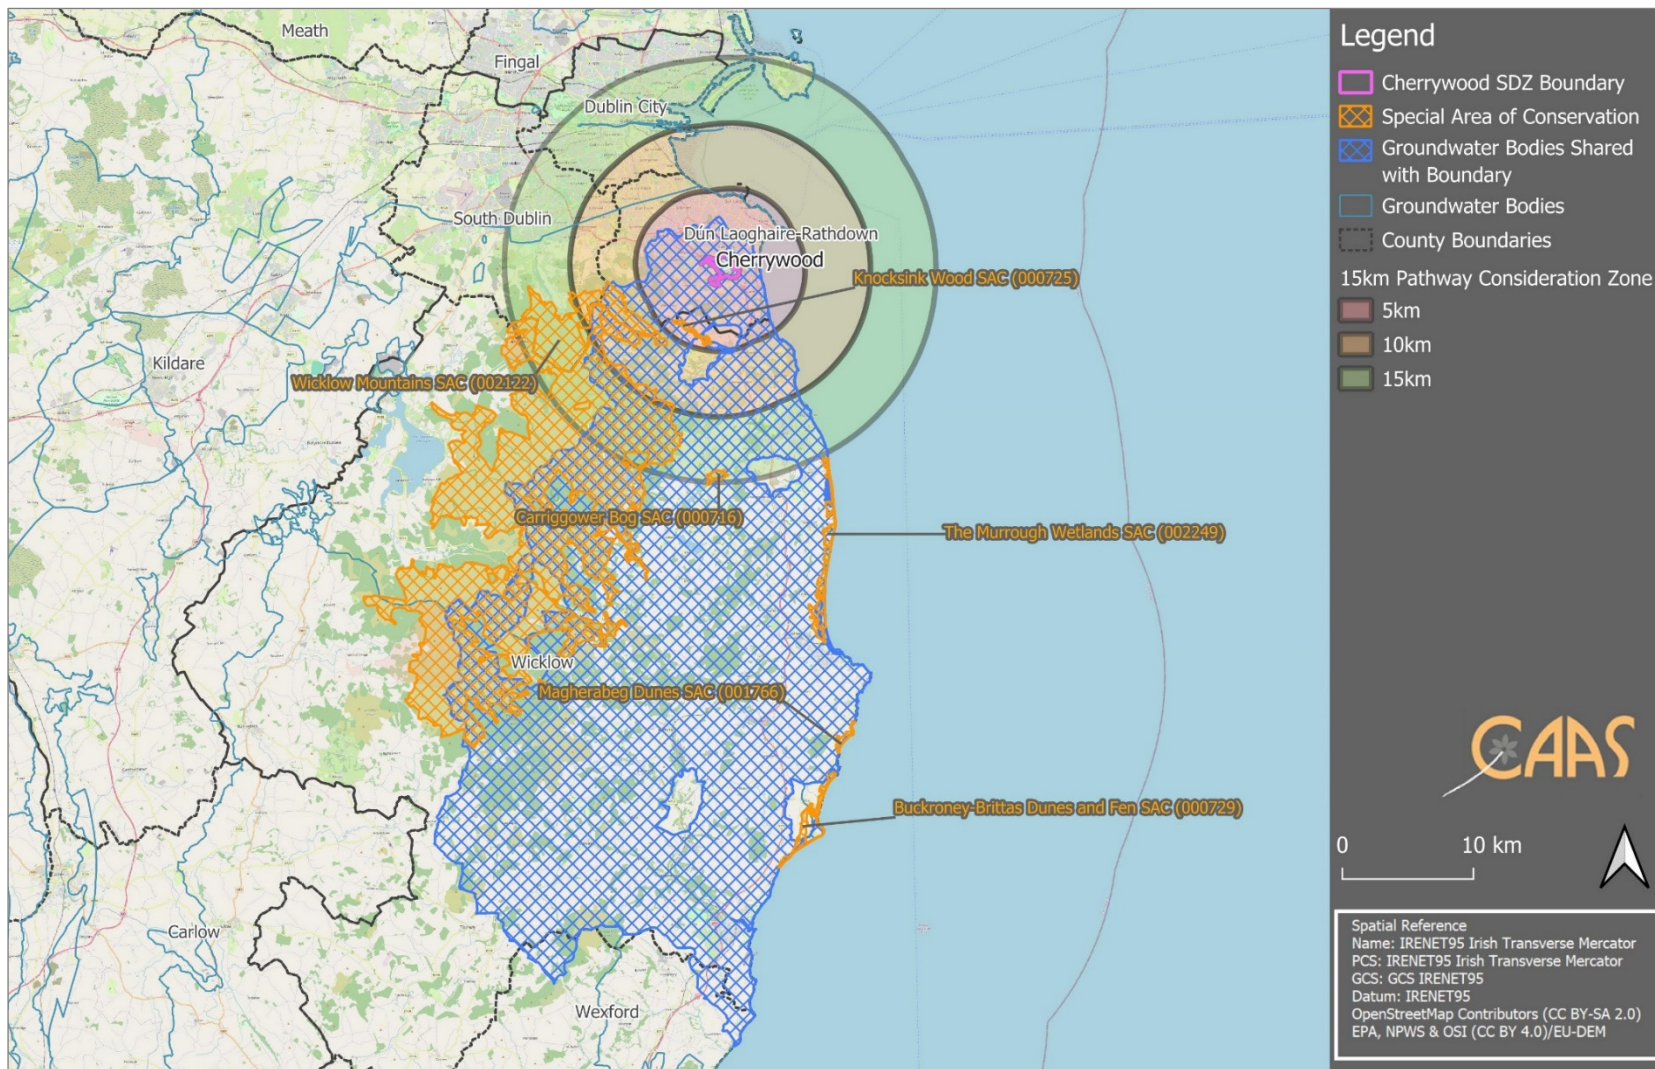 Meath
Fingal
Dublin City
South Dublin
Dún Laoghaire-Rathdown
Cherrywood
Knocksink Wood SAC (000725)
Kildare
Wicklow Mountains SAC (002122)
Carriggower Bog SAC (000716)
The Murrough Wetlands SAC (002249)
Wicklow
Magherabeg Dunes SAC (001766)
Buckroney-Brittas Dunes and Fen SAC (000729)
Carlow
Wexford
Legend
Cherrywood SDZ Boundary
Special Area of Conservation
Groundwater Bodies Shared
with Boundary
Groundwater Bodies
County Boundaries
15km Pathway Consideration Zone
5km
10km
15km
CAAS
0 10 km
Spatial Reference
Name: IRENET95 Irish Transverse Mercator
PCS: IRENET95 Irish Transverse Mercator
GCS: GCS IRENET95
Datum: IRENET95
OpenStreetMap Contributors (CC BY-SA 2.0)
EPA, NPWS & OSI (CC BY 4.0)/EU-DEM